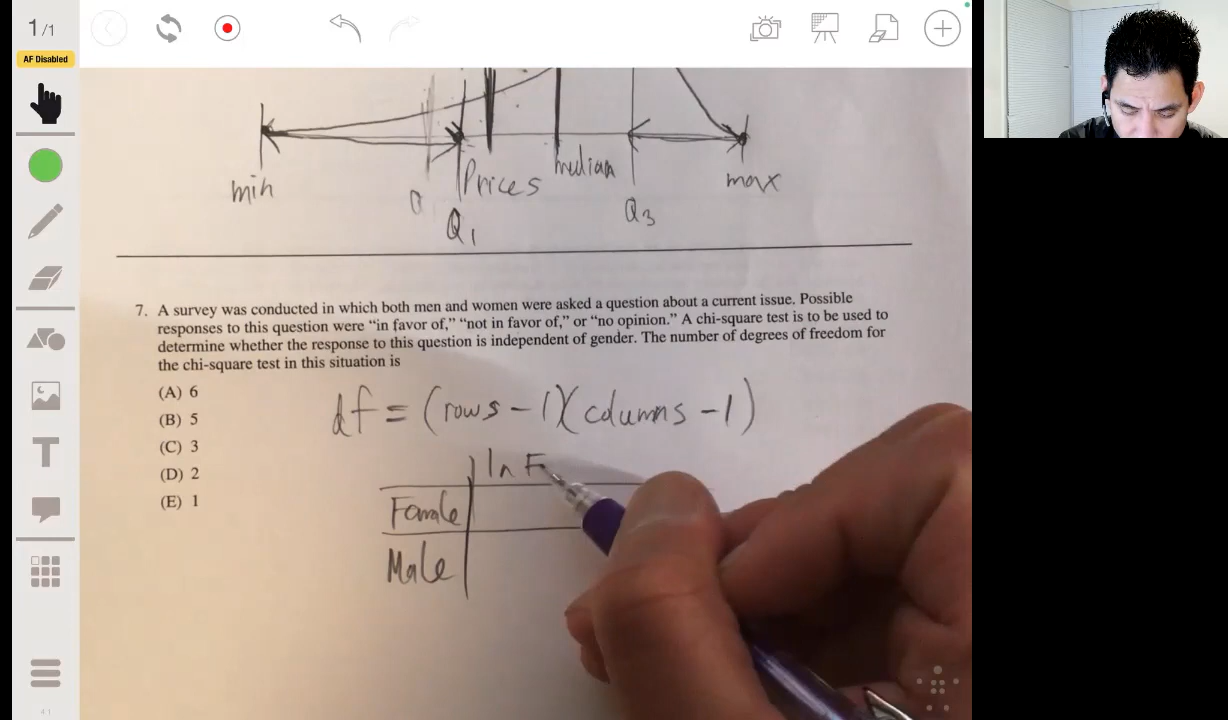 1/1
AF Disabled
min
Prices
median
max
Q1
Q3
7. A survey was conducted in which both men and women were asked a question about a current issue. Possible
responses to this question were “in favor of,” “not in favor of,” or “no opinion.” A chi-square test is to be used to
determine whether the response to this question is independent of gender. The number of degrees of freedom for
the chi-square test in this situation is
(A) 6
(B) 5
(C) 3
(D) 2
(E) 1
df = (rows - 1)(columns - 1)
In F
Female
Male